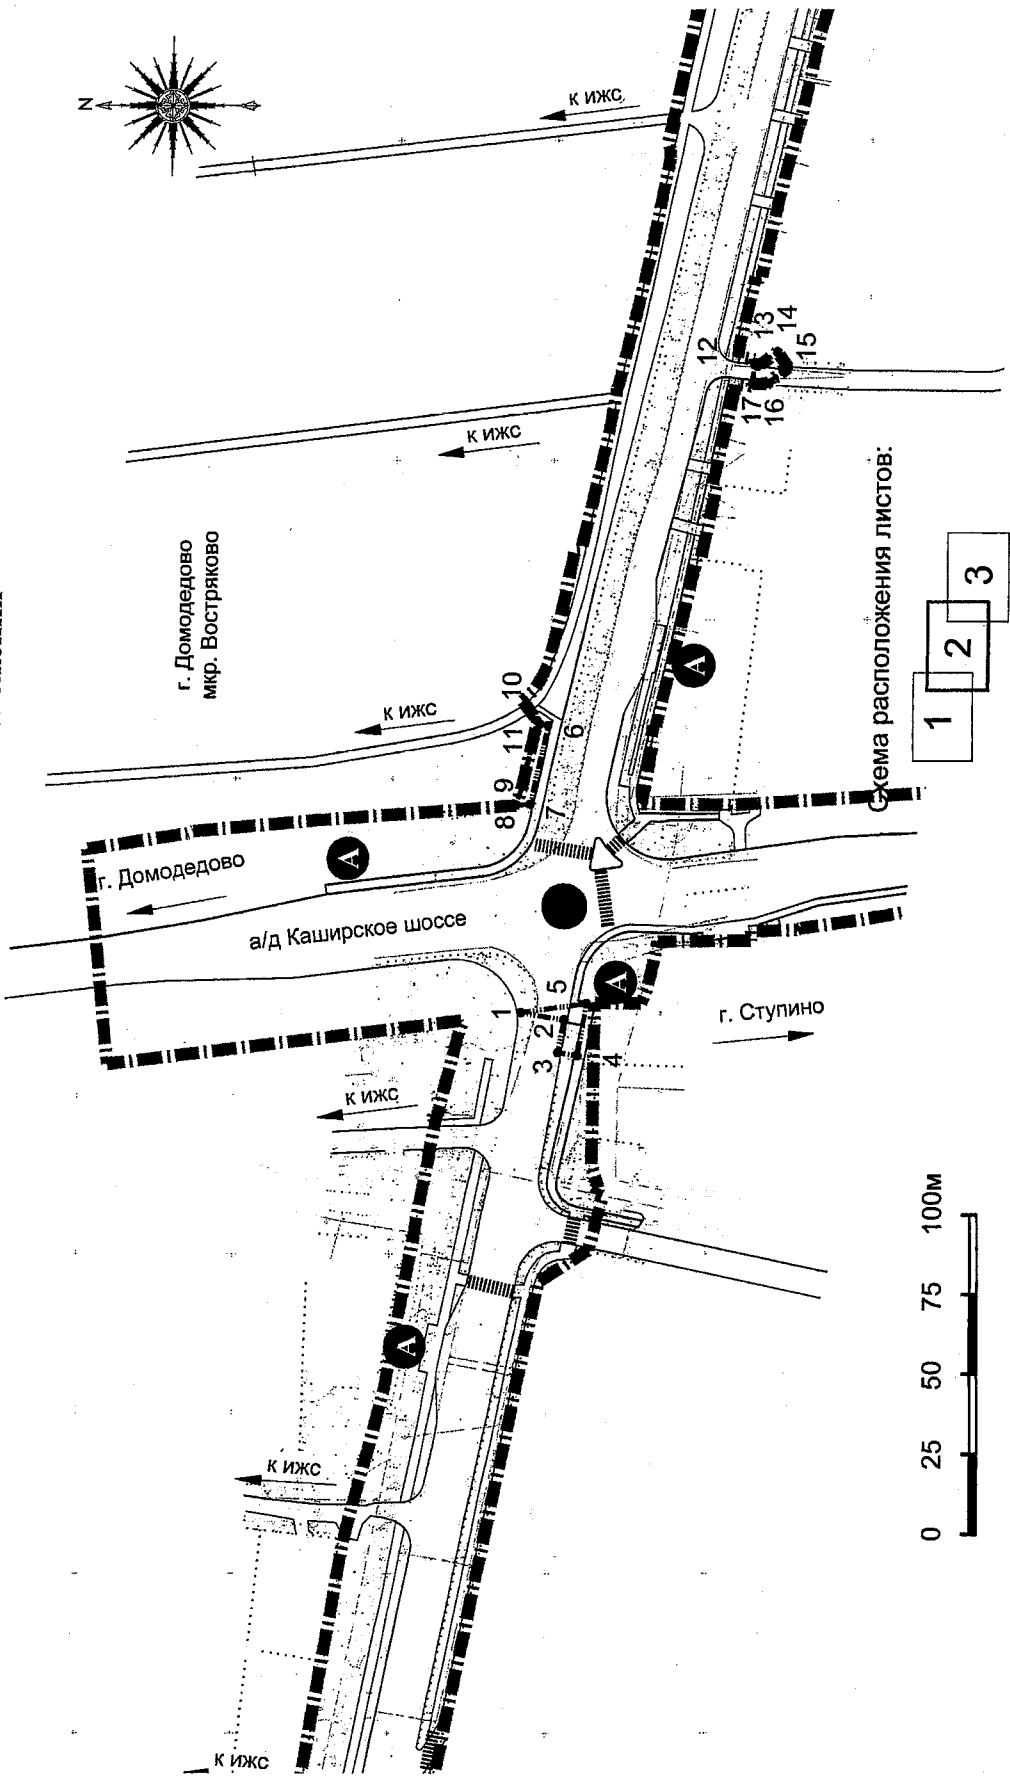 N
к ижс
к ижс
г. Домодедово
мкр. Востряково
к ижс
г. Домодедово
а/д Каширское шоссе
к ижс
к ижс
к ижс
г. Ступино
А
А
А
А
1
2
3
4
5
6
7
8
9
10
11
12
13
14
15
16
17
Схема расположения листов:
1
2
3
0 25 50 75 100м